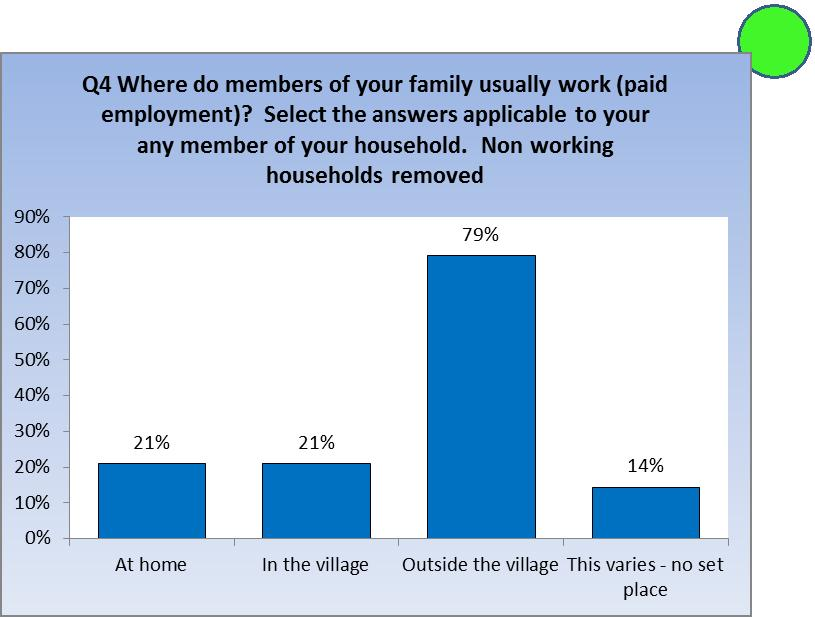 Q4 Where do members of your family usually work (paid
employment)?  Select the answers applicable to your
any member of your household.  Non working
households removed
90%
80%
70%
60%
50%
40%
30%
20%
10%
0%
21%
21%
79%
14%
At home
In the village
Outside the village
This varies - no set
place